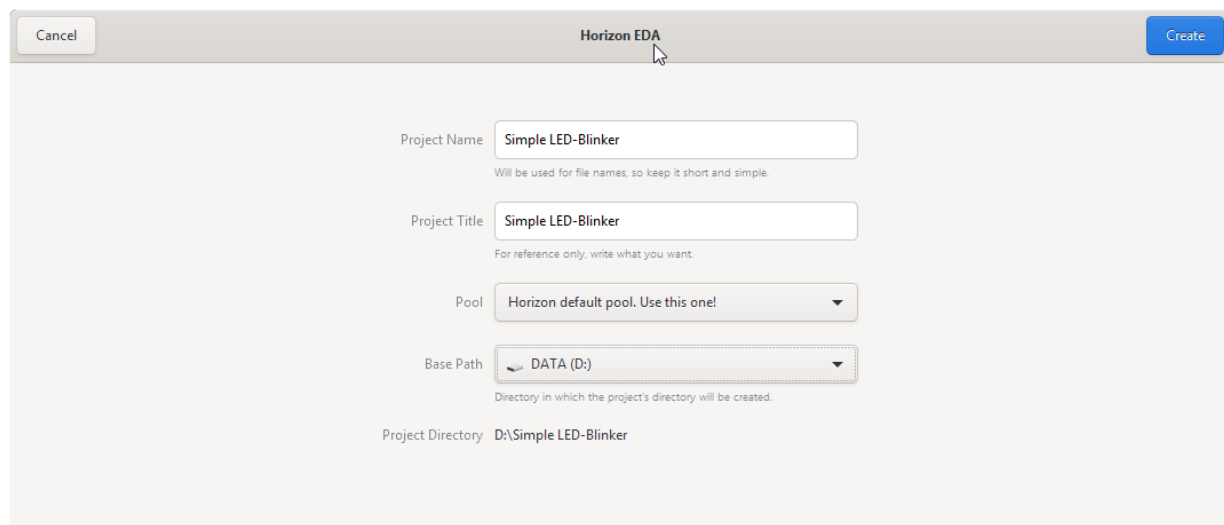 Cancel
Horizon EDA
Create
Project Name
Simple LED-Blinker
Will be used for file names, so keep it short and simple.
Project Title
Simple LED-Blinker
For reference only, write what you want.
Pool
Horizon default pool. Use this one!
Base Path
DATA (D:)
Directory in which the project's directory will be created.
Project Directory
D:\Simple LED-Blinker